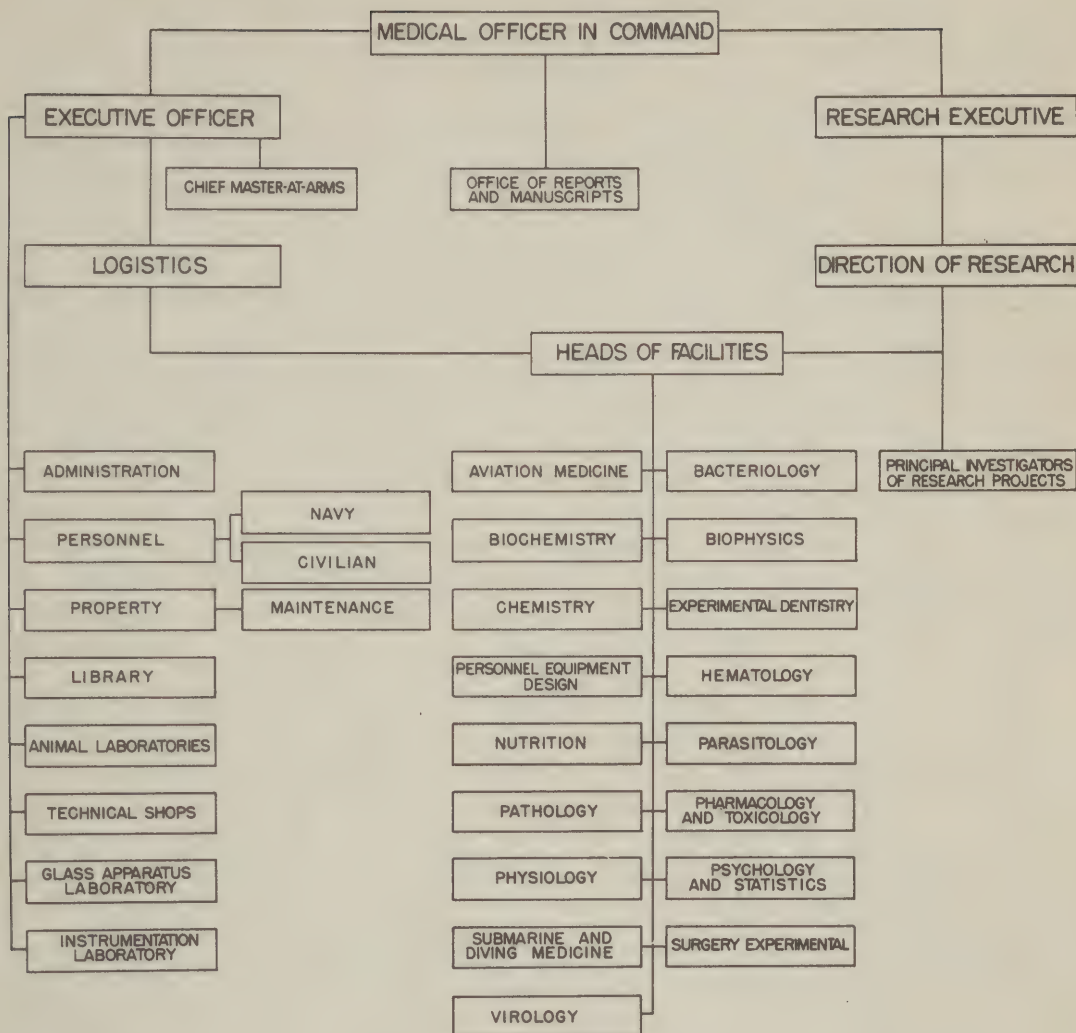 MEDICAL OFFICER IN COMMAND
EXECUTIVE OFFICER
RESEARCH EXECUTIVE
CHIEF MASTER-AT-ARMS
OFFICE OF REPORTS
AND MANUSCRIPTS
LOGISTICS
DIRECTION OF RESEARCH
HEADS OF FACILITIES
ADMINISTRATION
PERSONNEL
NAVY
CIVILIAN
PROPERTY
MAINTENANCE
LIBRARY
ANIMAL LABORATORIES
TECHNICAL SHOPS
GLASS APPARATUS
LABORATORY
INSTRUMENTATION
LABORATORY
AVIATION MEDICINE
BACTERIOLOGY
BIOCHEMISTRY
BIOPHYSICS
CHEMISTRY
EXPERIMENTAL DENTISTRY
PERSONNEL EQUIPMENT
DESIGN
HEMATOLOGY
NUTRITION
PARASITOLOGY
PATHOLOGY
PHARMACOLOGY
AND TOXICOLOGY
PHYSIOLOGY
PSYCHOLOGY
AND STATISTICS
SUBMARINE AND
DIVING MEDICINE
SURGERY EXPERIMENTAL
VIROLOGY
PRINCIPAL INVESTIGATORS
OF RESEARCH PROJECTS